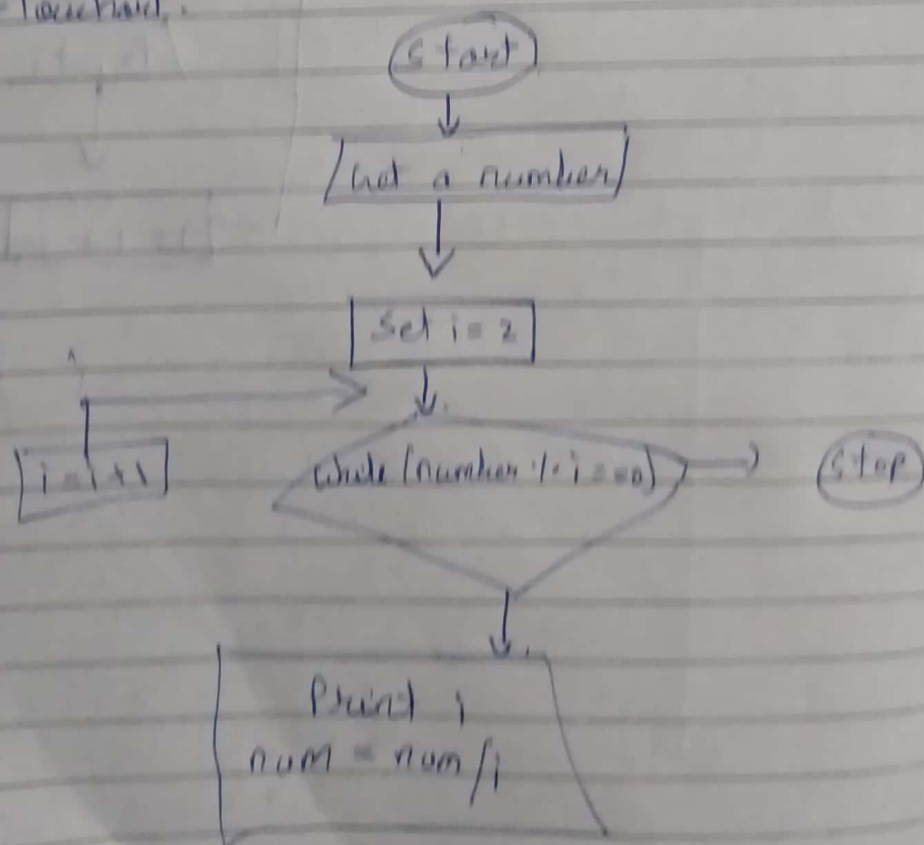 Start
Get a number
Set i = 2
i = i + 1
while (number % i == 0)
stop
Print i
num = num / i